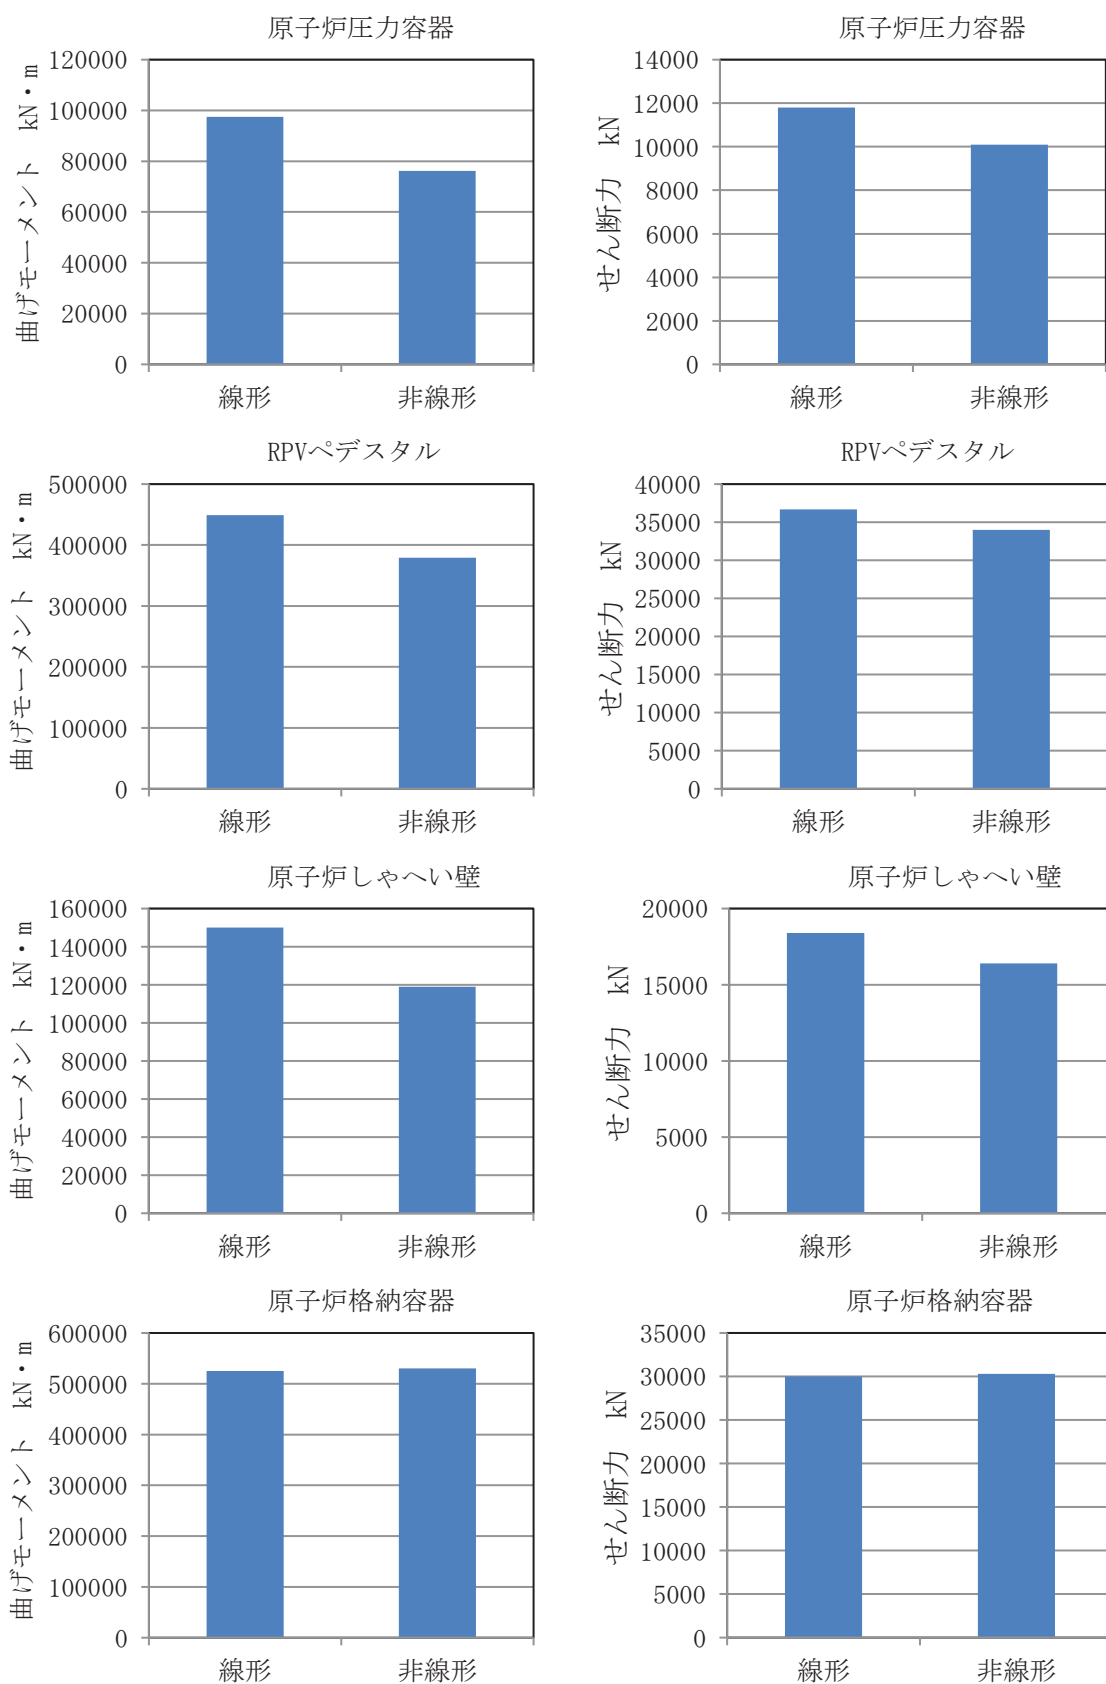 原子炉圧力容器
曲げモーメント kN・m
120000
100000
80000
60000
40000
20000
0
線形
非線形
原子炉圧力容器
せん断力 kN
14000
12000
10000
8000
6000
4000
2000
0
線形
非線形
RPVペデスタル
曲げモーメント kN・m
500000
400000
300000
200000
100000
0
線形
非線形
RPVペデスタル
せん断力 kN
40000
35000
30000
25000
20000
15000
10000
5000
0
線形
非線形
原子炉しゃへい壁
曲げモーメント kN・m
160000
140000
120000
100000
80000
60000
40000
20000
0
線形
非線形
原子炉しゃへい壁
せん断力 kN
20000
15000
10000
5000
0
線形
非線形
原子炉格納容器
曲げモーメント kN・m
600000
500000
400000
300000
200000
100000
0
線形
非線形
原子炉格納容器
せん断力 kN
35000
30000
25000
20000
15000
10000
5000
0
線形
非線形